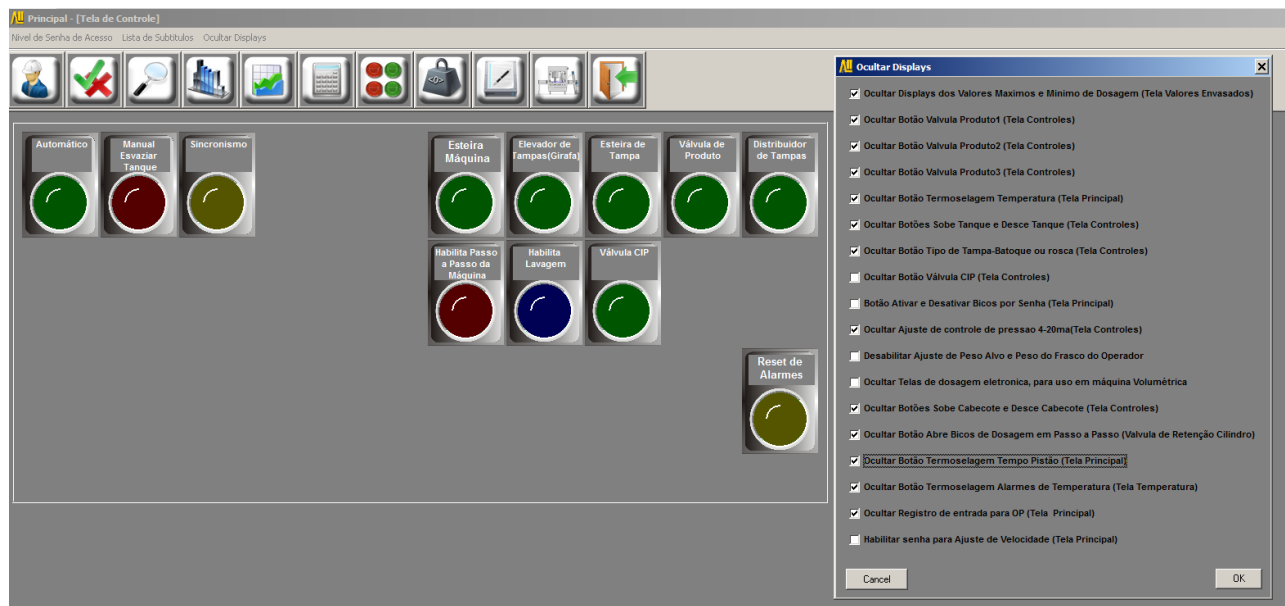 Principal - [Tela de Controle]
Nivel de Senha de Acesso Lista de Subtitulos Ocultar Displays
Automático
Manual
Esvaziar
Tanque
Sincronismo
Esteira
Máquina
Elevador de
Tampas(Girafa)
Esteira de
Tampa
Válvula de
Produto
Distribuidor
de Tampas
Habilita Passo
a Passo da
Máquina
Habilita
Lavagem
Válvula CIP
Reset de
Alarmes
Ocultar Displays
Ocultar Displays dos Valores Maximos e Minimo de Dosagem (Tela Valores Envasados)
Ocultar Botão Valvula Produto1 (Tela Controles)
Ocultar Botão Valvula Produto2 (Tela Controles)
Ocultar Botão Valvula Produto3 (Tela Controles)
Ocultar Botão Termoselagem Temperatura (Tela Principal)
Ocultar Botões Sobe Tanque e Desce Tanque (Tela Controles)
Ocultar Botão Tipo de Tampa-Batoque ou rosca (Tela Controles)
Ocultar Botão Válvula CIP (Tela Controles)
Botão Ativar e Desativar Bicos por Senha (Tela Principal)
Ocultar Ajuste de controle de pressao 4-20ma(Tela Controles)
Desabilitar Ajuste de Peso Alvo e Peso do Frasco do Operador
Ocultar Telas de dosagem eletronica, para uso em máquina Volumètrica
Ocultar Botões Sobe Cabecote e Desce Cabecote (Tela Controles)
Ocultar Botão Abre Bicos de Dosagem em Passo a Passo (Valvula de Retenção Cilindro)
Ocultar Botão Termoselagem Tempo Pistão (Tela Principal)
Ocultar Botão Termoselagem Alarmes de Temperatura (Tela Temperatura)
Ocultar Registro de entrada para OP (Tela Principal)
Habilitar senha para Ajuste de Velocidade (Tela Principal)
Cancel
OK